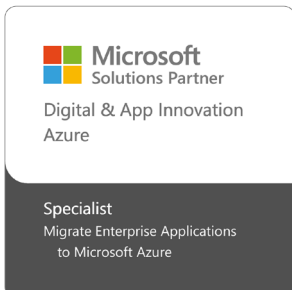 Microsoft
Solutions Partner
Digital & App Innovation
Azure
Specialist
Migrate Enterprise Applications
to Microsoft Azure